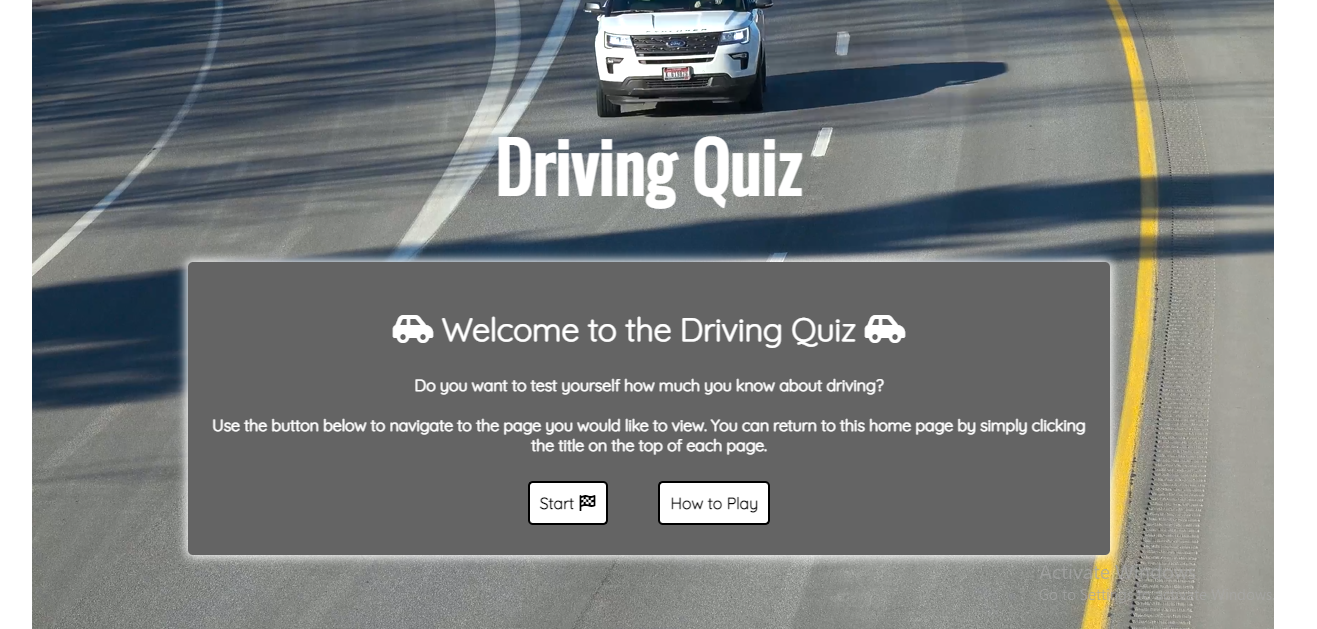 Driving Quiz
Welcome to the Driving Quiz
Do you want to test yourself how much you know about driving?
Use the button below to navigate to the page you would like to view. You can return to this home page by simply clicking
the title on the top of each page.
Start
How to Play
Activate Windows
Go to Settings to activate Windows.